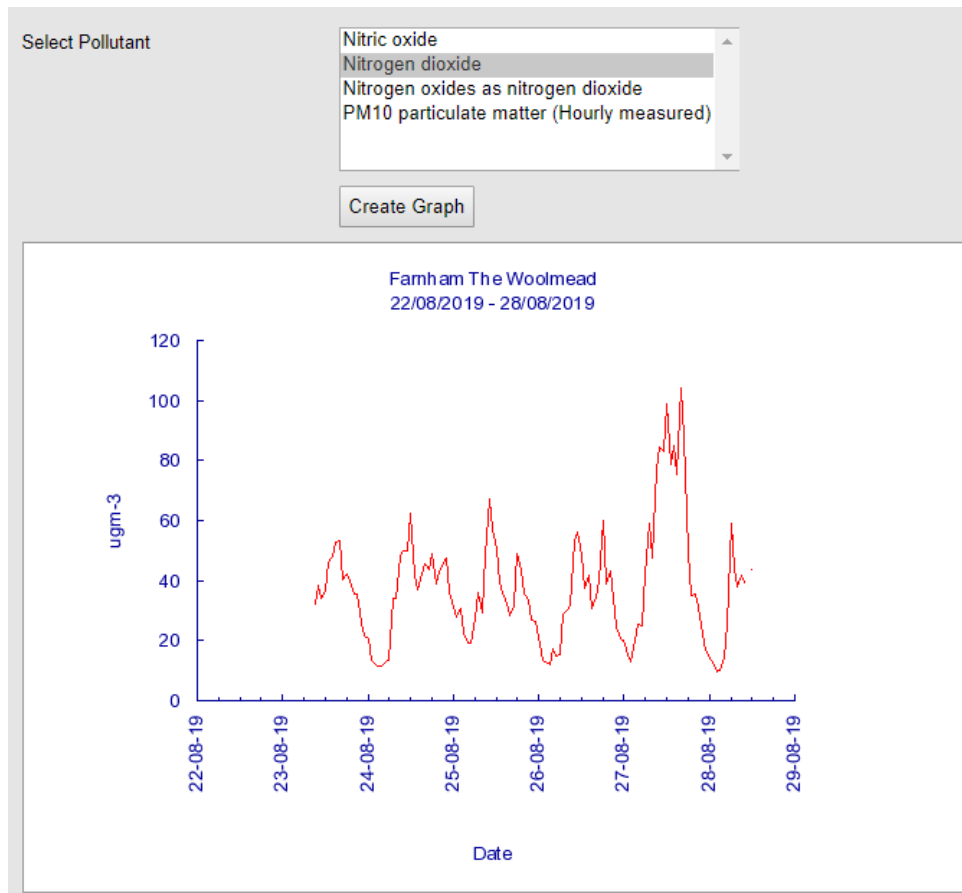 Select Pollutant
Nitric oxide
Nitrogen dioxide
Nitrogen oxides as nitrogen dioxide
PM10 particulate matter (Hourly measured)
Create Graph
Farnham The Woolmead
22/08/2019 - 28/08/2019
120
100
80
60
40
20
0
ugm-3
22-08-19
23-08-19
24-08-19
25-08-19
26-08-19
27-08-19
28-08-19
29-08-19
Date